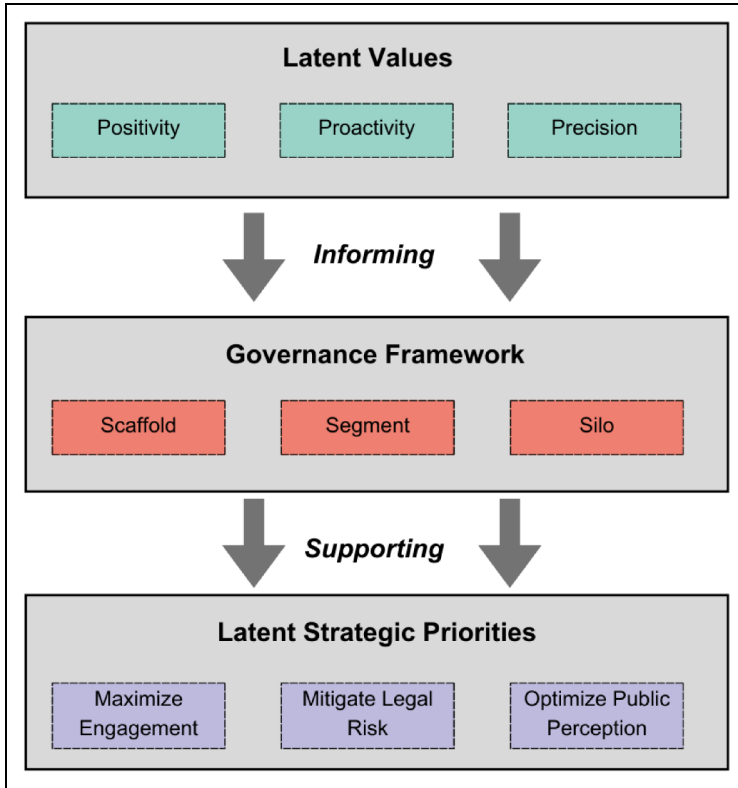 Latent Values
Positivity
Proactivity
Precision
Informing
Governance Framework
Scaffold
Segment
Silo
Supporting
Latent Strategic Priorities
Maximize
Engagement
Mitigate Legal
Risk
Optimize Public
Perception